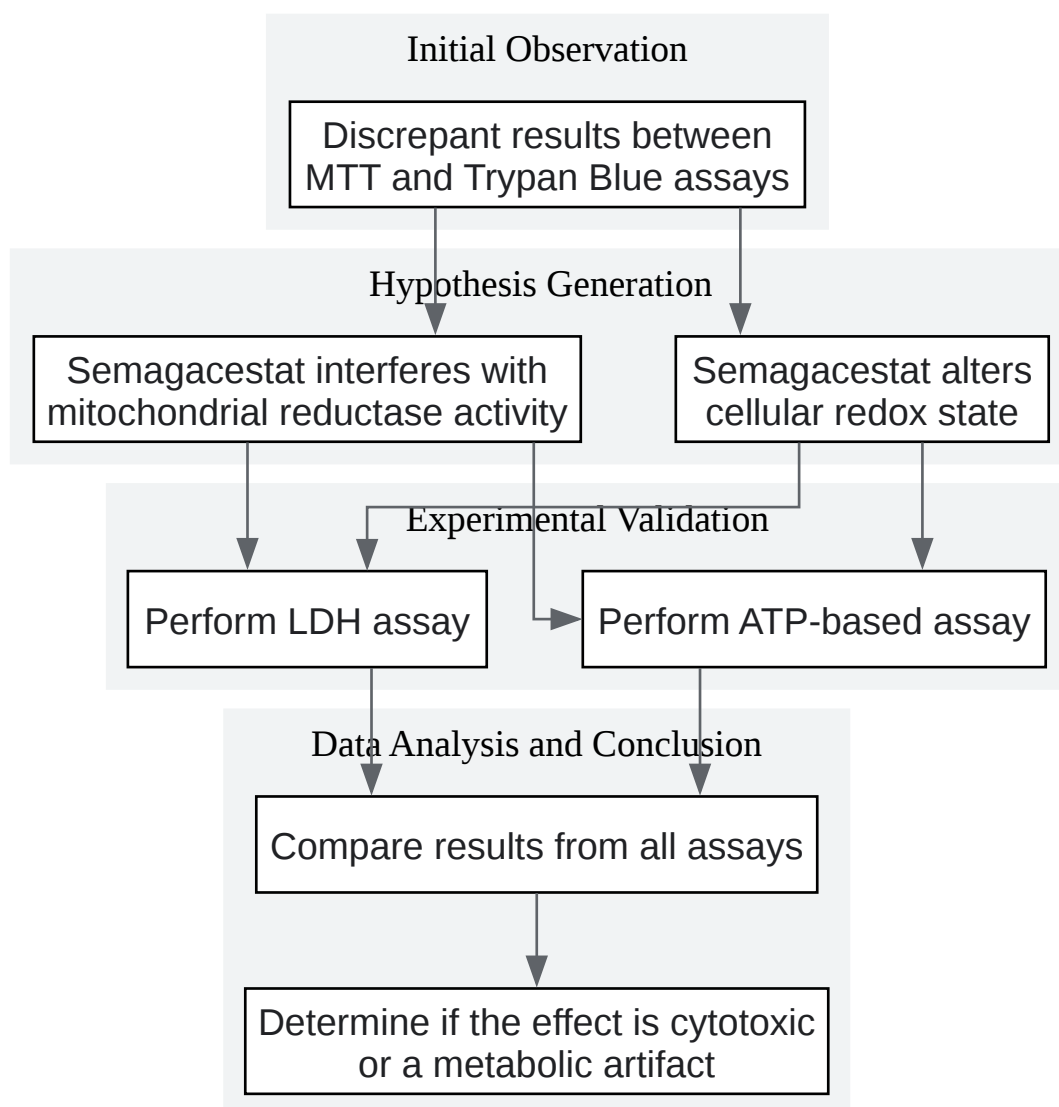 Initial Observation
Discrepant results between
MTT and Trypan Blue assays
Hypothesis Generation
Semagacestat interferes with
mitochondrial reductase activity
Semagacestat alters
cellular redox state
Experimental Validation
Perform LDH assay
Perform ATP-based assay
Data Analysis and Conclusion
Compare results from all assays
Determine if the effect is cytotoxic
or a metabolic artifact